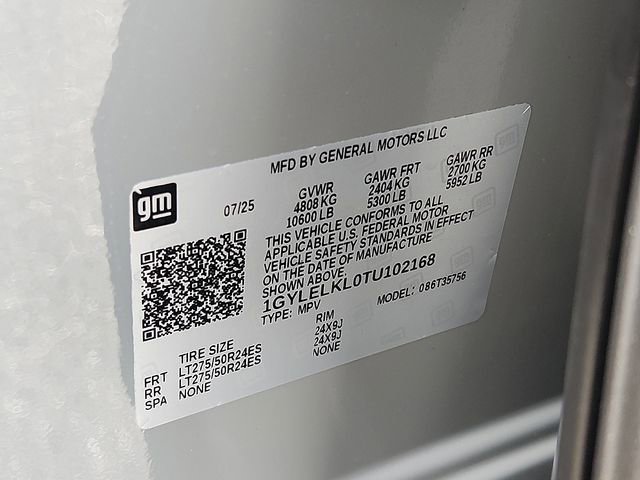 MFD BY GENERAL MOTORS LLC
gm
07/25
GVWR GAWR FRT GAWR RR
4808 KG 2404 KG 2700 KG
10600 LB 5300 LB 5952 LB
THIS VEHICLE CONFORMS TO ALL
APPLICABLE U.S. FEDERAL MOTOR
VEHICLE SAFETY STANDARDS IN EFFECT
ON THE DATE OF MANUFACTURE
SHOWN ABOVE.
1GYLELKL0TU102168
TYPE: MPV MODEL: 086T35756
TIRE SIZE RIM
FRT LT275/50R24ES 24X9J
RR LT275/50R24ES 24X9J
SPA NONE NONE